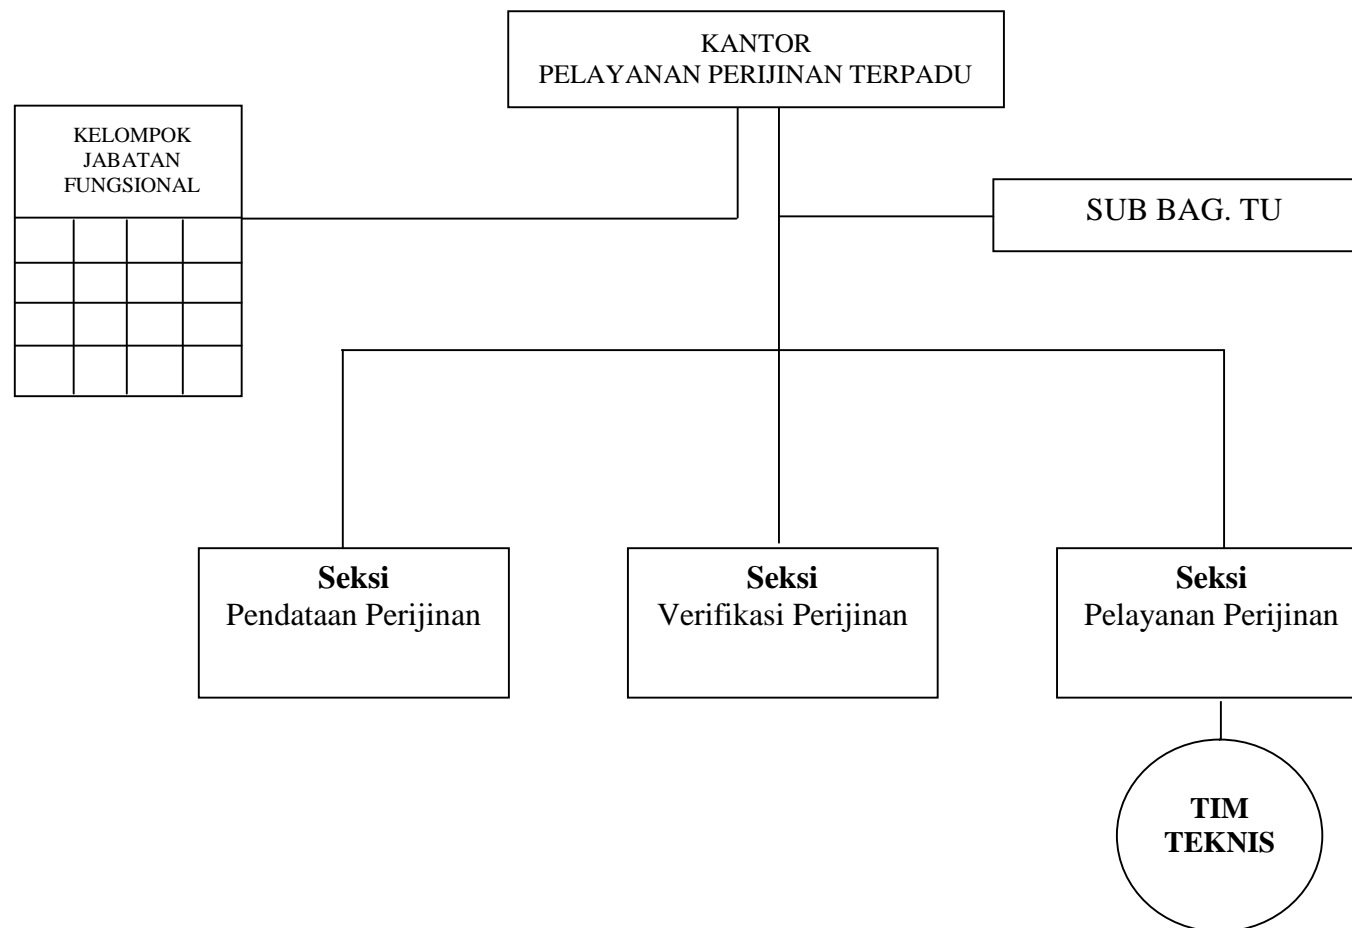 KANTOR
PELAYANAN PERIJINAN TERPADU
KELOMPOK
JABATAN
FUNGSIONAL
SUB BAG. TU
Seksi
Pendataan Perijinan
Seksi
Verifikasi Perijinan
Seksi
Pelayanan Perijinan
TIM
TEKNIS